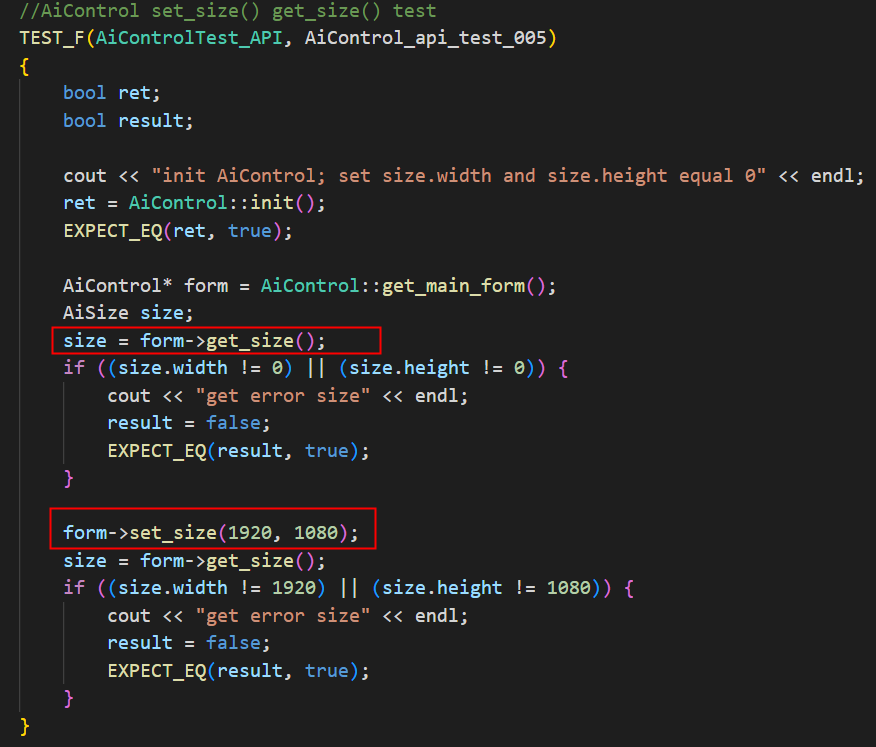 //AiControl set_size() get_size() test
TEST_F(AiControlTest_API, AiControl_api_test_005)
{
    bool ret;
    bool result;

    cout << "init AiControl; set size.width and size.height equal 0" << endl;
    ret = AiControl::init();
    EXPECT_EQ(ret, true);

    AiControl* form = AiControl::get_main_form();
    AiSize size;
    size = form->get_size();
    if ((size.width != 0) || (size.height != 0)) {
        cout << "get error size" << endl;
        result = false;
        EXPECT_EQ(result, true);
    }

    form->set_size(1920, 1080);
    size = form->get_size();
    if ((size.width != 1920) || (size.height != 1080)) {
        cout << "get error size" << endl;
        result = false;
        EXPECT_EQ(result, true);
    }
}